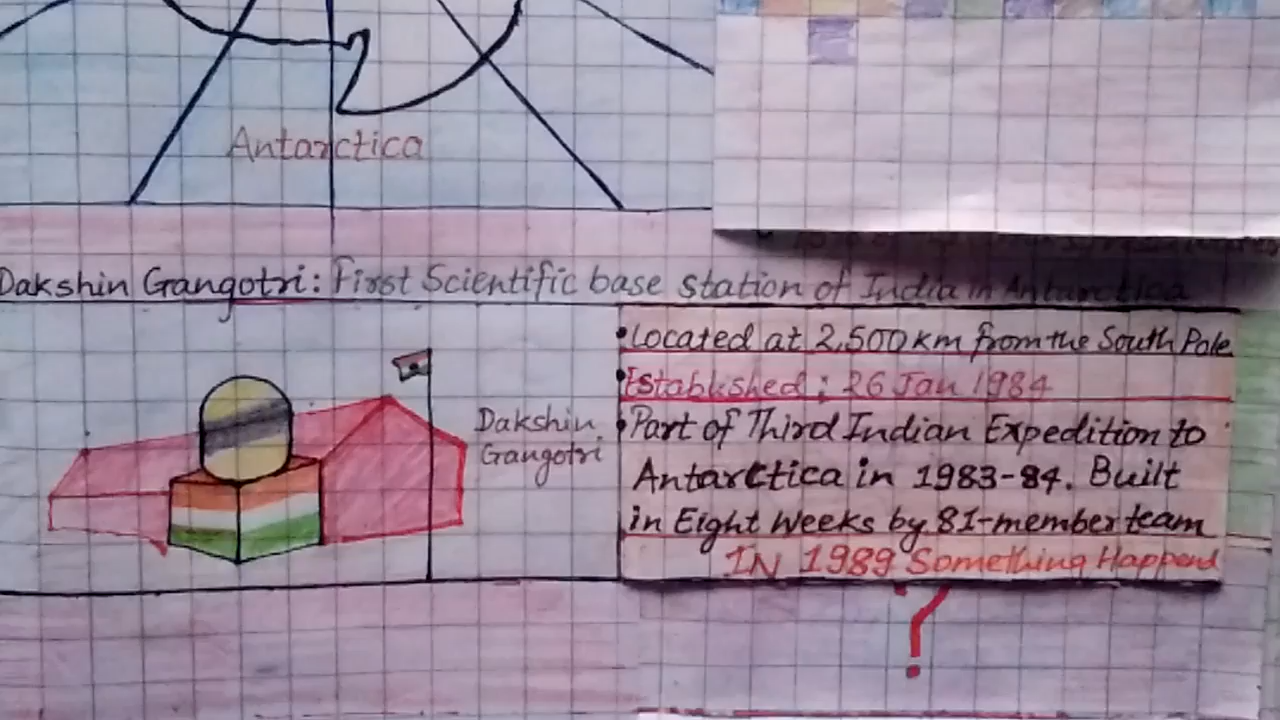 Antarctica
Dakshin Gangotri: First Scientific base station of India in Antarctica
•Located at 2,500 km from the South Pole
•Established: 26 Jan 1984
Dakshin
Gangotri
•Part of Third Indian Expedition to
Antarctica in 1983-84. Built
in Eight Weeks by 81-member team
IN 1989 Something Happend
?